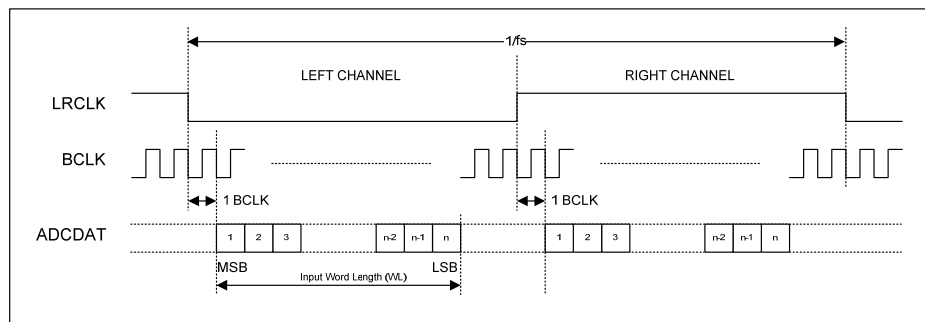 1/fs
LEFT CHANNEL RIGHT CHANNEL
LRCLK
BCLK
1 BCLK 1 BCLK
ADCDAT
1 2 3 n-2 n-1 n 1 2 3 n-2 n-1 n
MSB LSB
Input Word Length (WL)